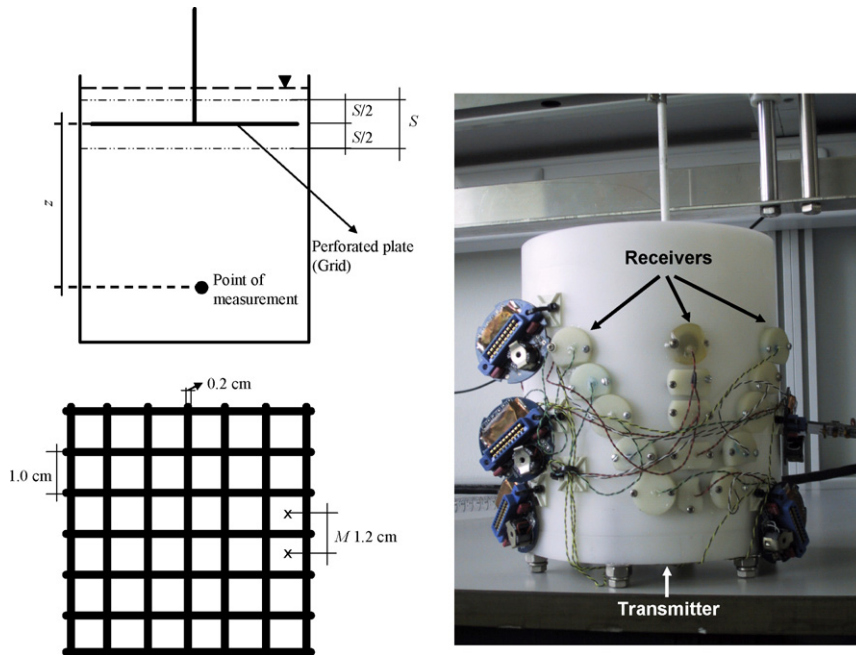 S/2
S
S/2
z
Perforated plate
(Grid)
Point of
measurement
0.2 cm
1.0 cm
x
M 1.2 cm
x
Receivers
Transmitter